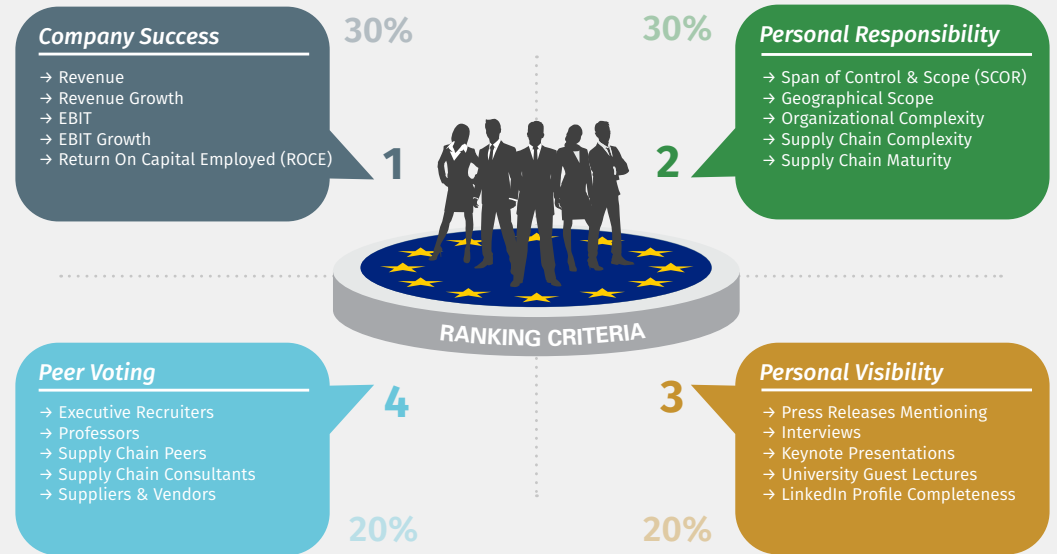 Company Success
→ Revenue
→ Revenue Growth
→ EBIT
→ EBIT Growth
→ Return On Capital Employed (ROCE)
30%
1
30%
2
Personal Responsibility
→ Span of Control & Scope (SCOR)
→ Geographical Scope
→ Organizational Complexity
→ Supply Chain Complexity
→ Supply Chain Maturity
RANKING CRITERIA
Peer Voting
→ Executive Recruiters
→ Professors
→ Supply Chain Peers
→ Supply Chain Consultants
→ Suppliers & Vendors
4
20%
3
20%
Personal Visibility
→ Press Releases Mentioning
→ Interviews
→ Keynote Presentations
→ University Guest Lectures
→ LinkedIn Profile Completeness